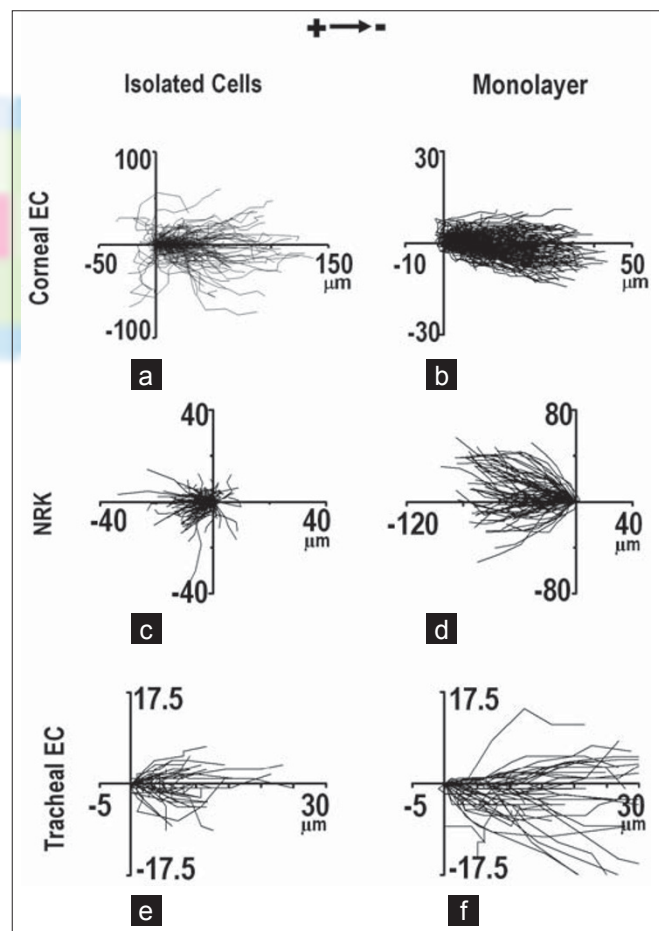 + → -
Isolated Cells
Monolayer
Corneal EC
100
-50
150
μm
-100
a
30
-10
50
μm
-30
b
NRK
40
-40
40
μm
-40
c
80
-120
40
μm
-80
d
Tracheal EC
17.5
-5
30
μm
-17.5
e
17.5
-5
30
μm
-17.5
f